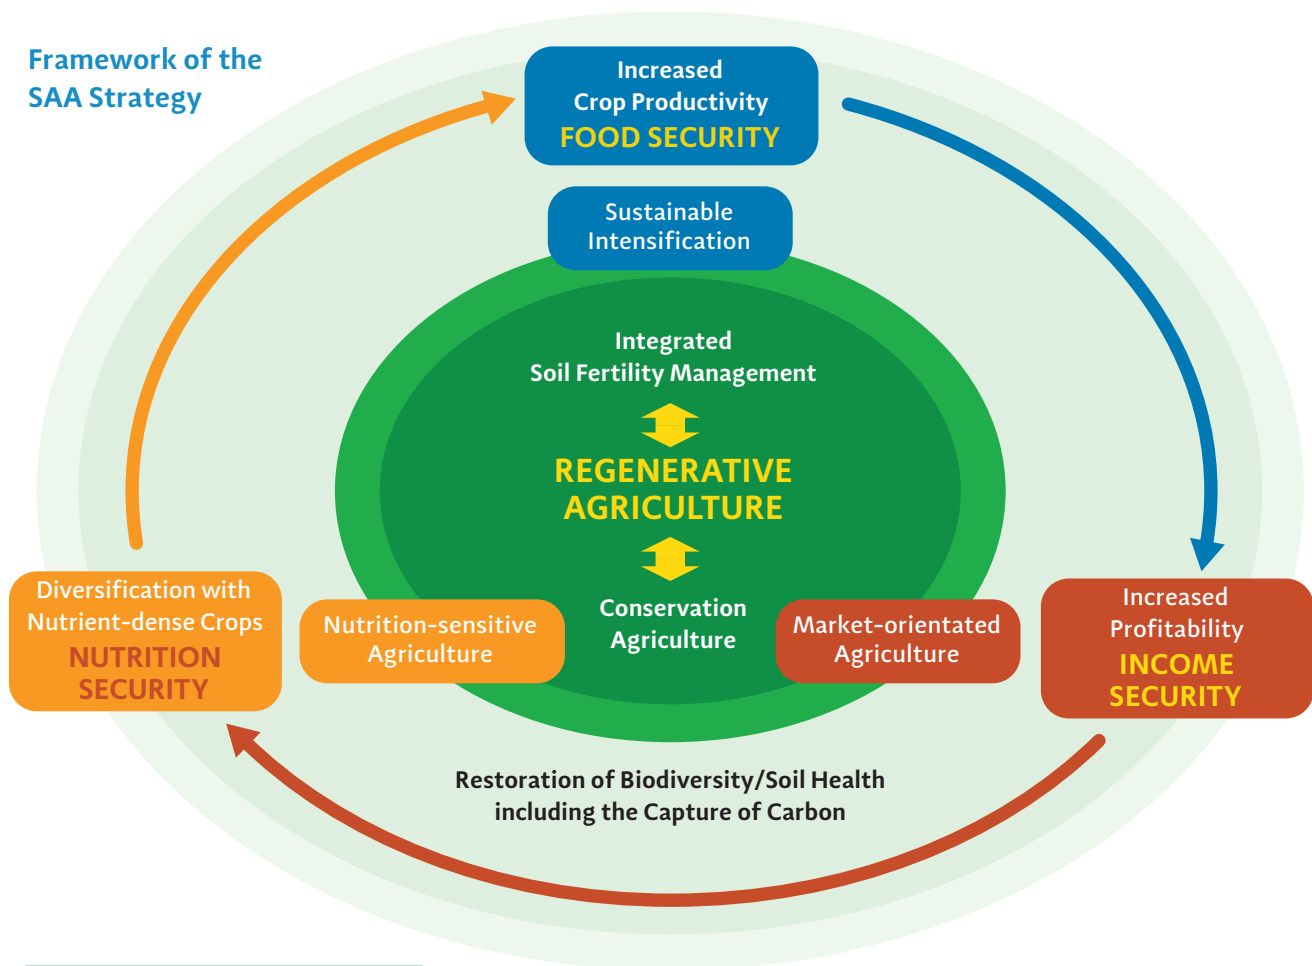 Framework of the
SAA Strategy
Increased
Crop Productivity
FOOD SECURITY
Sustainable
Intensification
Integrated
Soil Fertility Management
REGENERATIVE
AGRICULTURE
Conservation
Agriculture
Diversification with
Nutrient-dense Crops
NUTRITION
SECURITY
Nutrition-sensitive
Agriculture
Market-orientated
Agriculture
Increased
Profitability
INCOME
SECURITY
Restoration of Biodiversity/Soil Health
including the Capture of Carbon